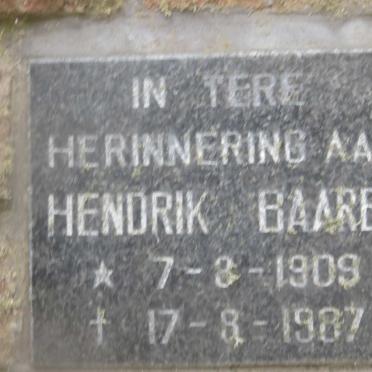 IN TERE
HERINNERING AA
HENDRIK BAARE
★ 7-8-1909
† 17-8-1987